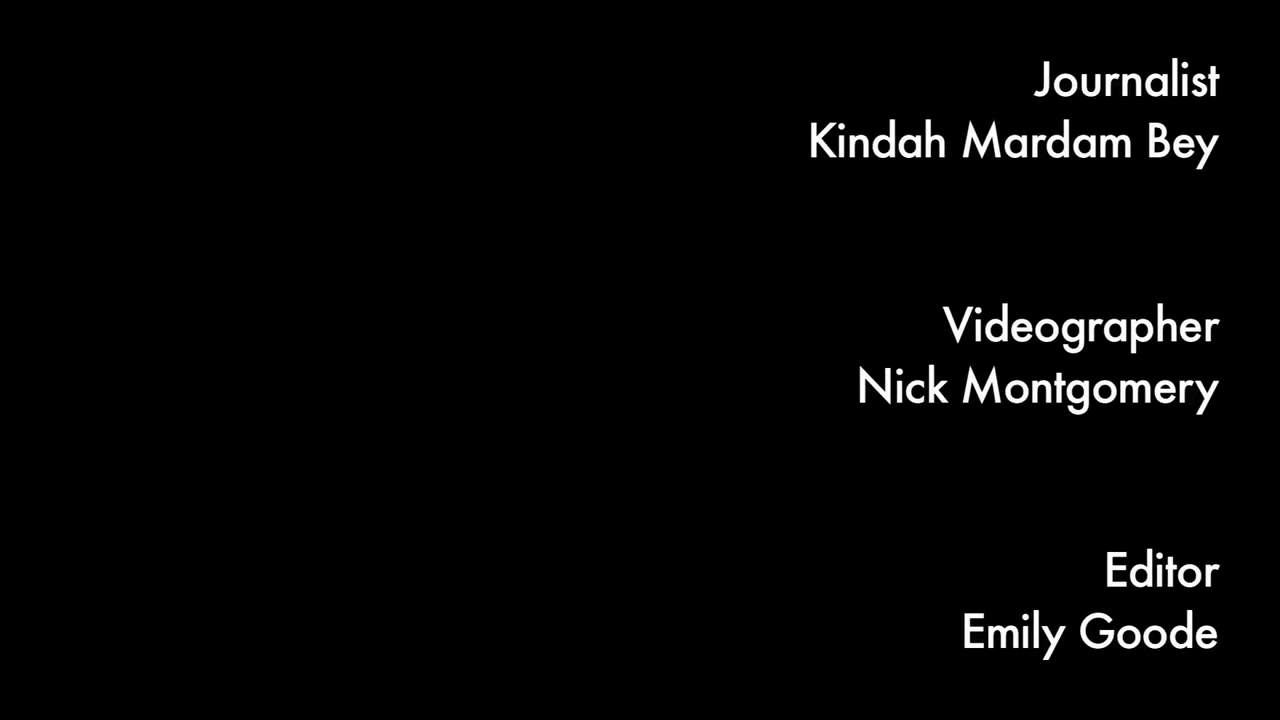 Journalist
Kindah Mardam Bey
Videographer
Nick Montgomery
Editor
Emily Goode